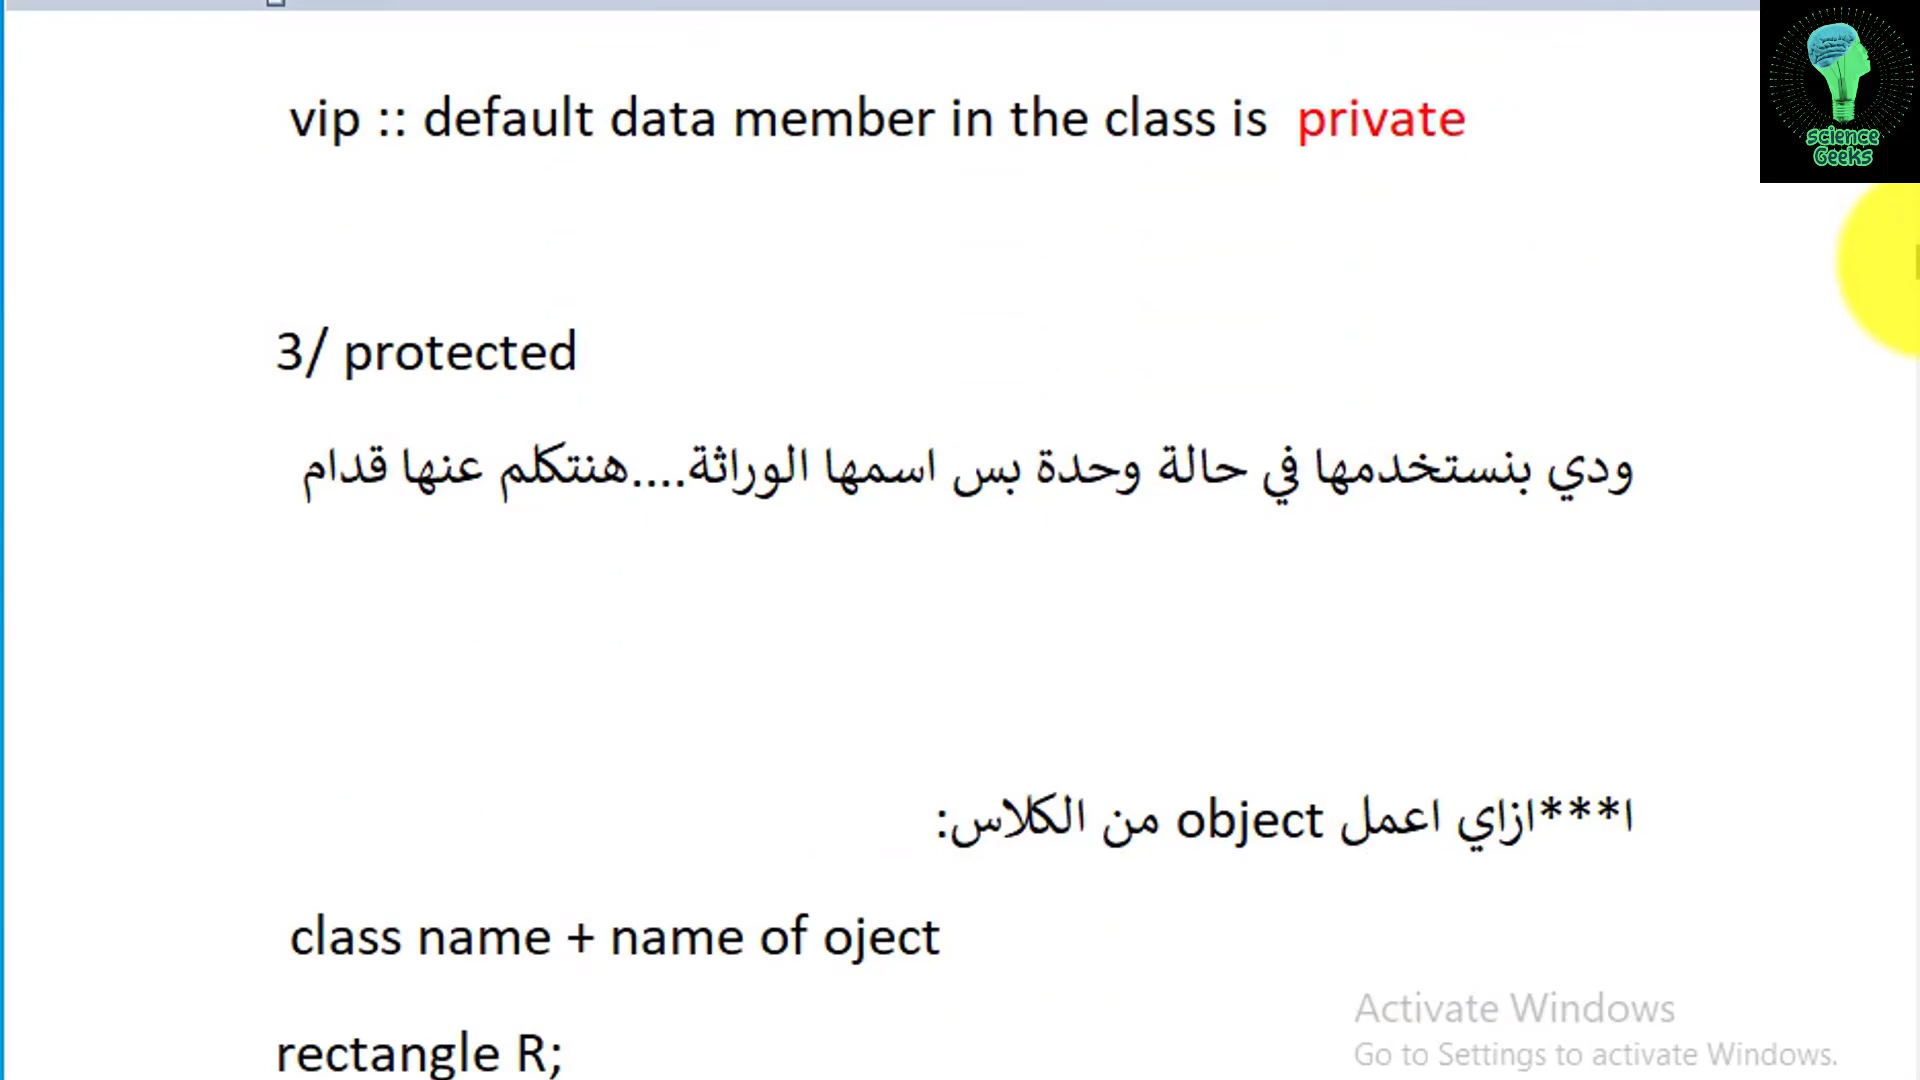 vip :: default data member in the class is private
science
Geeks
3/ protected
ودي بنستخدمها في حالة وحدة بس اسمها الوراثة....هنتكلم عنها قدام
ا***ازاي اعمل object من الكلاس:
class name + name of oject
rectangle R;
Activate Windows
Go to Settings to activate Windows.